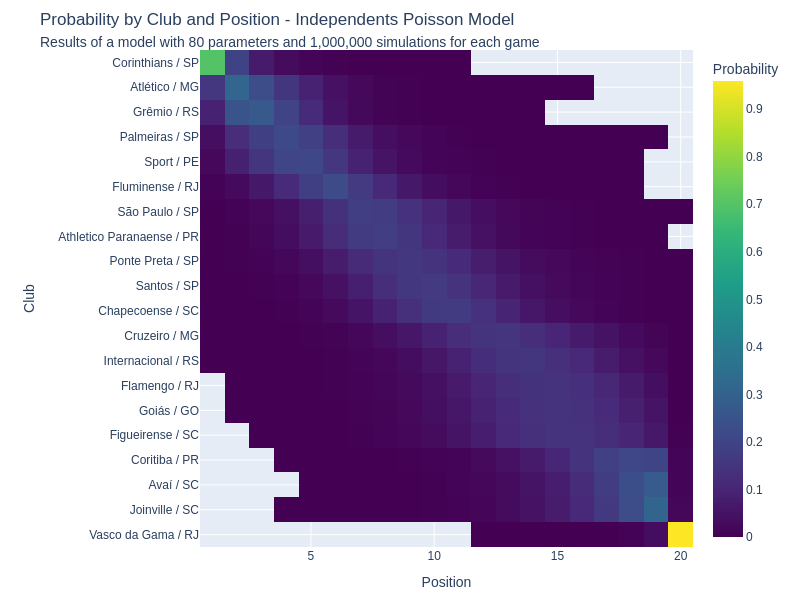 Probability by Club and Position - Independents Poisson Model
Results of a model with 80 parameters and 1,000,000 simulations for each game
Probability
Corinthians / SP
Atlético / MG
Grêmio / RS
Palmeiras / SP
Sport / PE
Fluminense / RJ
São Paulo / SP
Athletico Paranaense / PR
Ponte Preta / SP
Santos / SP
Chapecoense / SC
Cruzeiro / MG
Internacional / RS
Flamengo / RJ
Goiás / GO
Figueirense / SC
Coritiba / PR
Avaí / SC
Joinville / SC
Vasco da Gama / RJ
Club
5
10
15
20
Position
0.9
0.8
0.7
0.6
0.5
0.4
0.3
0.2
0.1
0